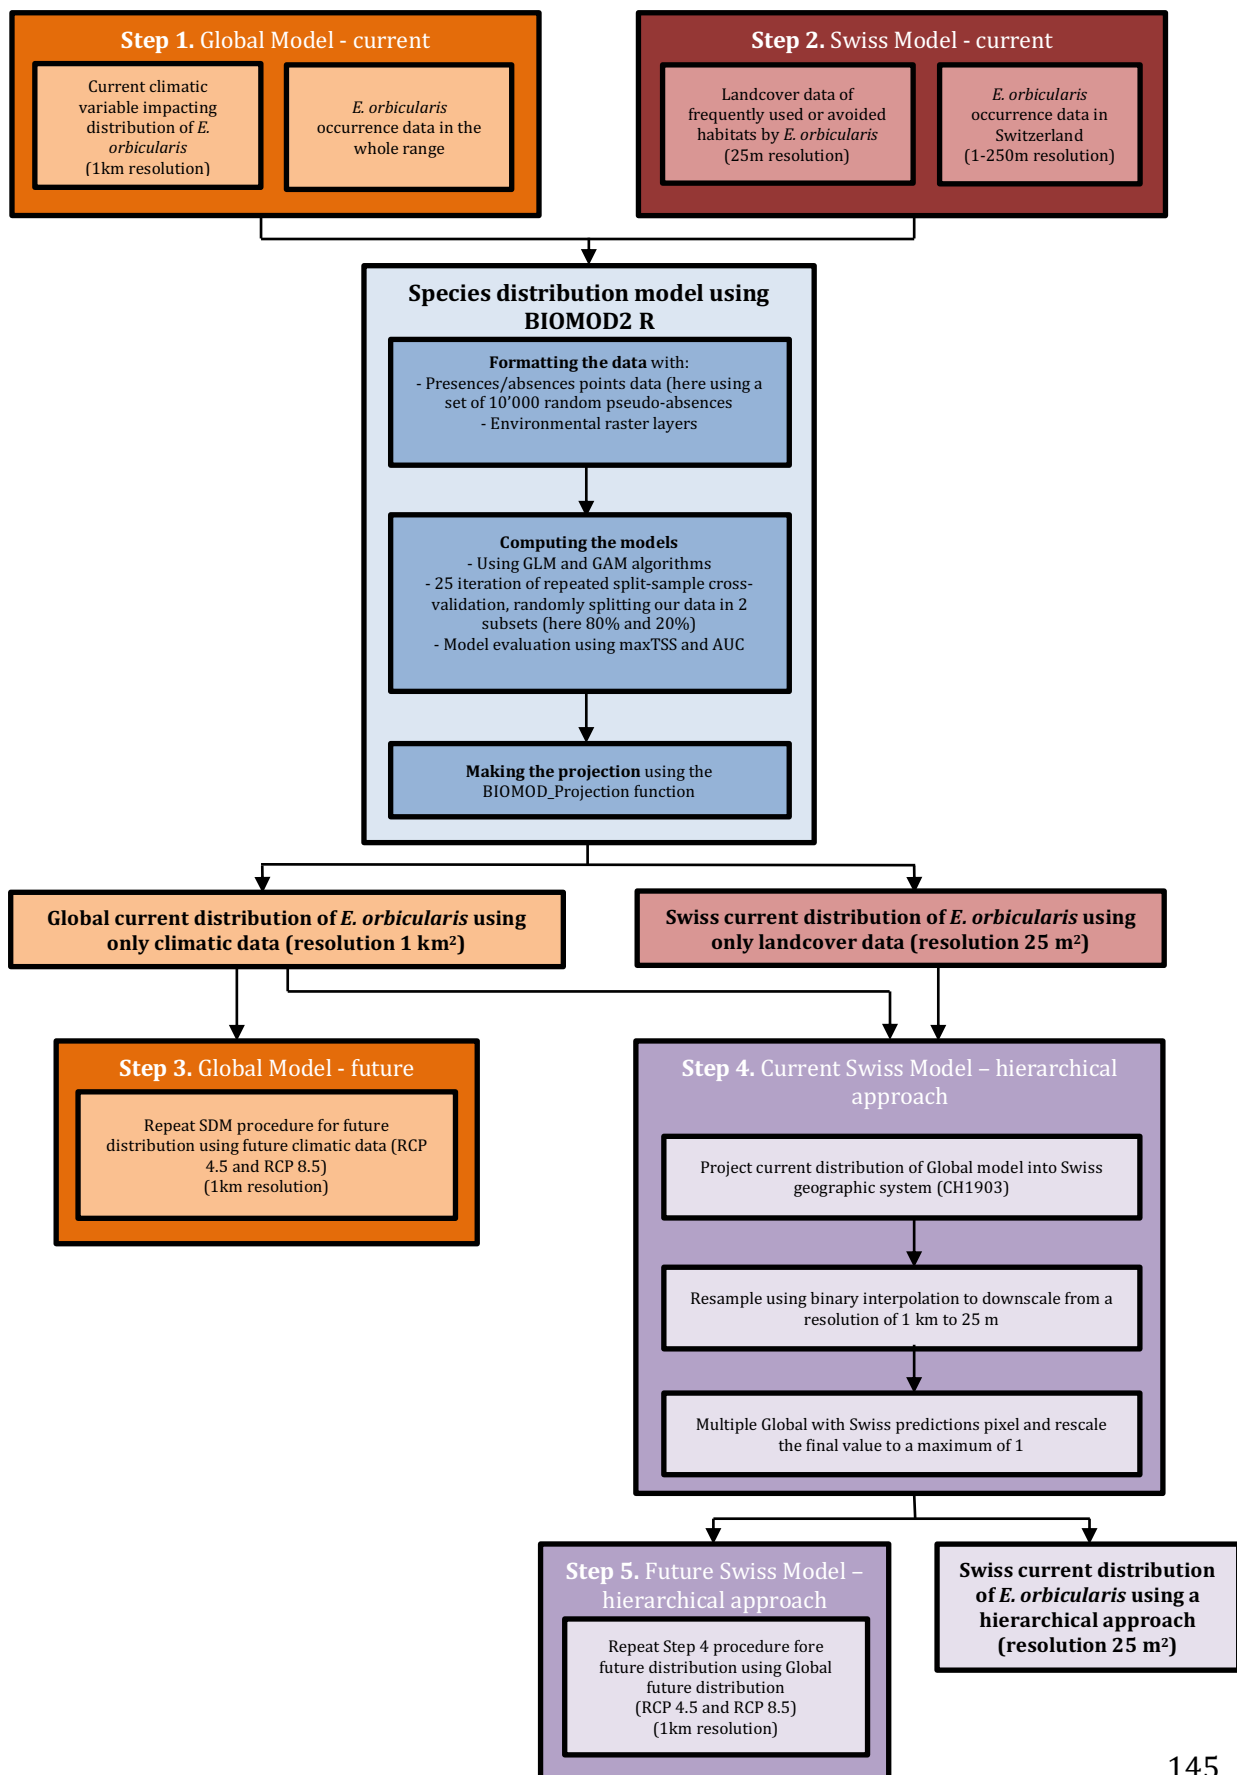 Step 1. Global Model - current
Current climatic
variable impacting
distribution of E.
orbicularis
(1km resolution)
E. orbicularis
occurrence data in the
whole range
Step 2. Swiss Model - current
Landcover data of
frequently used or avoided
habitats by E. orbicularis
(25m resolution)
E. orbicularis
occurrence data in
Switzerland
(1-250m resolution)
Species distribution model using
BIOMOD2 R
Formatting the data with:
- Presences/absences points data (here using a
set of 10’000 random pseudo-absences
- Environmental raster layers
Computing the models
- Using GLM and GAM algorithms
- 25 iteration of repeated split-sample cross-
validation, randomly splitting our data in 2
subsets (here 80% and 20%)
- Model evaluation using maxTSS and AUC
Making the projection using the
BIOMOD_Projection function
Global current distribution of E. orbicularis using
only climatic data (resolution 1 km²)
Swiss current distribution of E. orbicularis using
only landcover data (resolution 25 m²)
Step 3. Global Model - future
Repeat SDM procedure for future
distribution using future climatic data (RCP
4.5 and RCP 8.5)
(1km resolution)
Step 4. Current Swiss Model – hierarchical
approach
Project current distribution of Global model into Swiss
geographic system (CH1903)
Resample using binary interpolation to downscale from a
resolution of 1 km to 25 m
Multiple Global with Swiss predictions pixel and rescale
the final value to a maximum of 1
Step 5. Future Swiss Model –
hierarchical approach
Repeat Step 4 procedure fore
future distribution using Global
future distribution
(RCP 4.5 and RCP 8.5)
(1km resolution)
Swiss current distribution
of E. orbicularis using a
hierarchical approach
(resolution 25 m²)
145